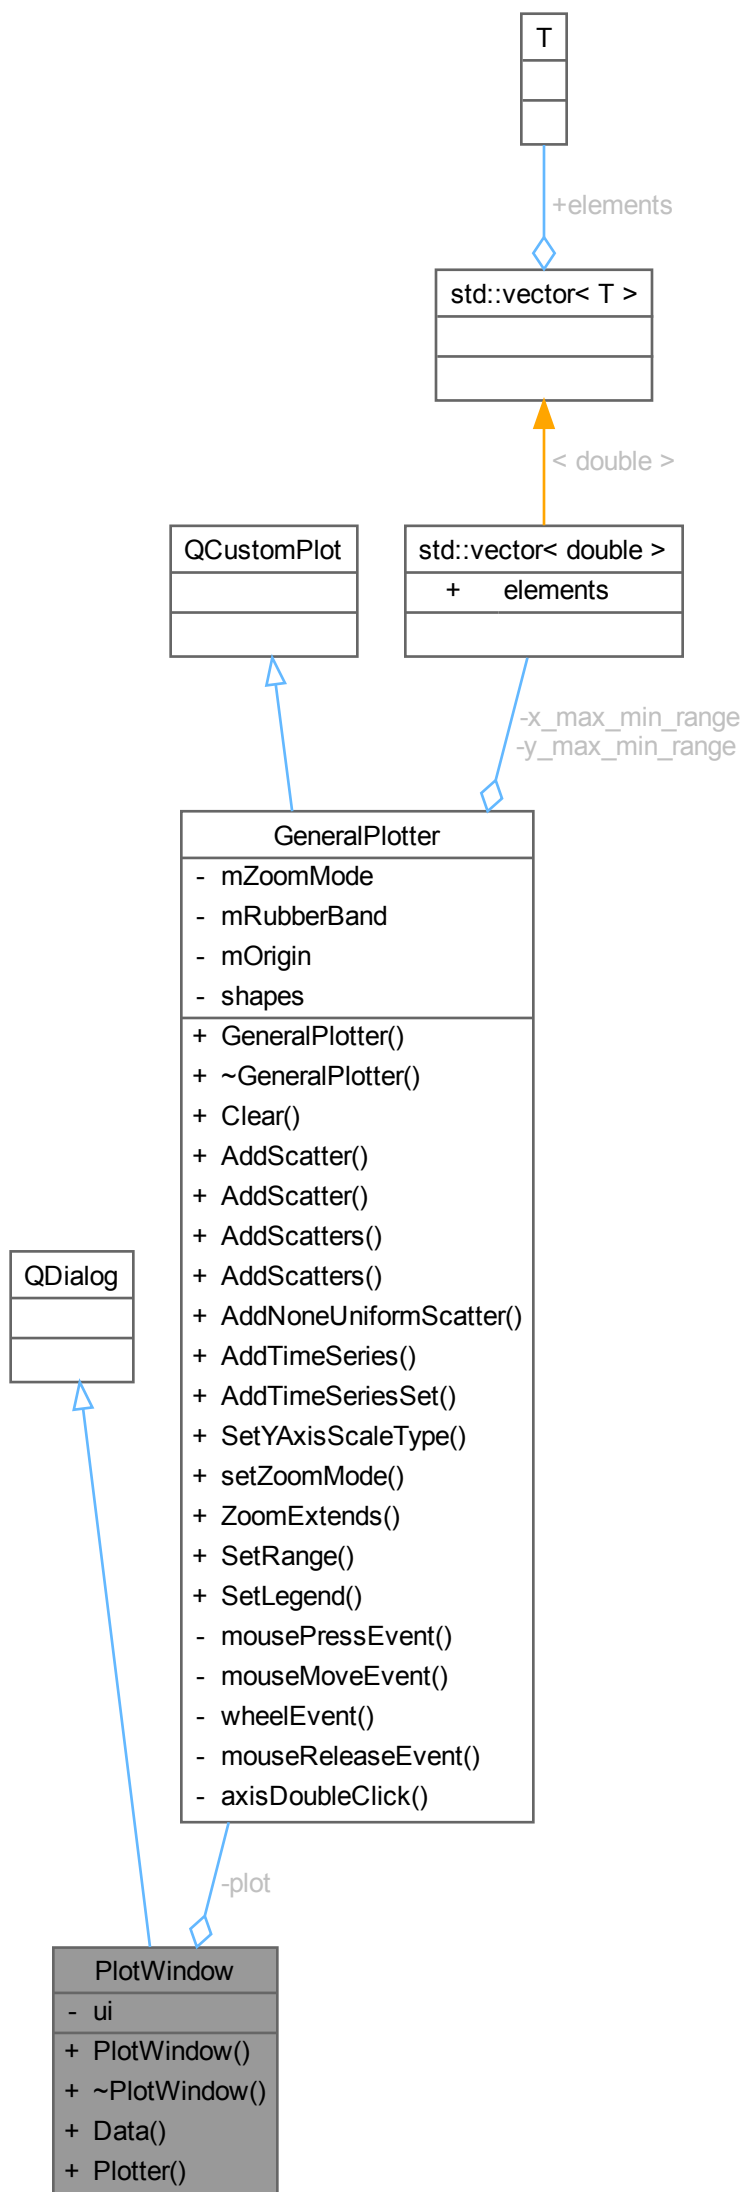 T
+elements
std::vector< T >
< double >
QCustomPlot
std::vector< double >
+ elements
-x_max_min_range
-y_max_min_range
GeneralPlotter
- mZoomMode
- mRubberBand
- mOrigin
- shapes
+ GeneralPlotter()
+ ~GeneralPlotter()
+ Clear()
+ AddScatter()
+ AddScatter()
+ AddScatters()
+ AddScatters()
+ AddNoneUniformScatter()
+ AddTimeSeries()
+ AddTimeSeriesSet()
+ SetYAxisScaleType()
+ setZoomMode()
+ ZoomExtends()
+ SetRange()
+ SetLegend()
- mousePressEvent()
- mouseMoveEvent()
- wheelEvent()
- mouseReleaseEvent()
- axisDoubleClick()
QDialog
-plot
PlotWindow
- ui
+ PlotWindow()
+ ~PlotWindow()
+ Data()
+ Plotter()